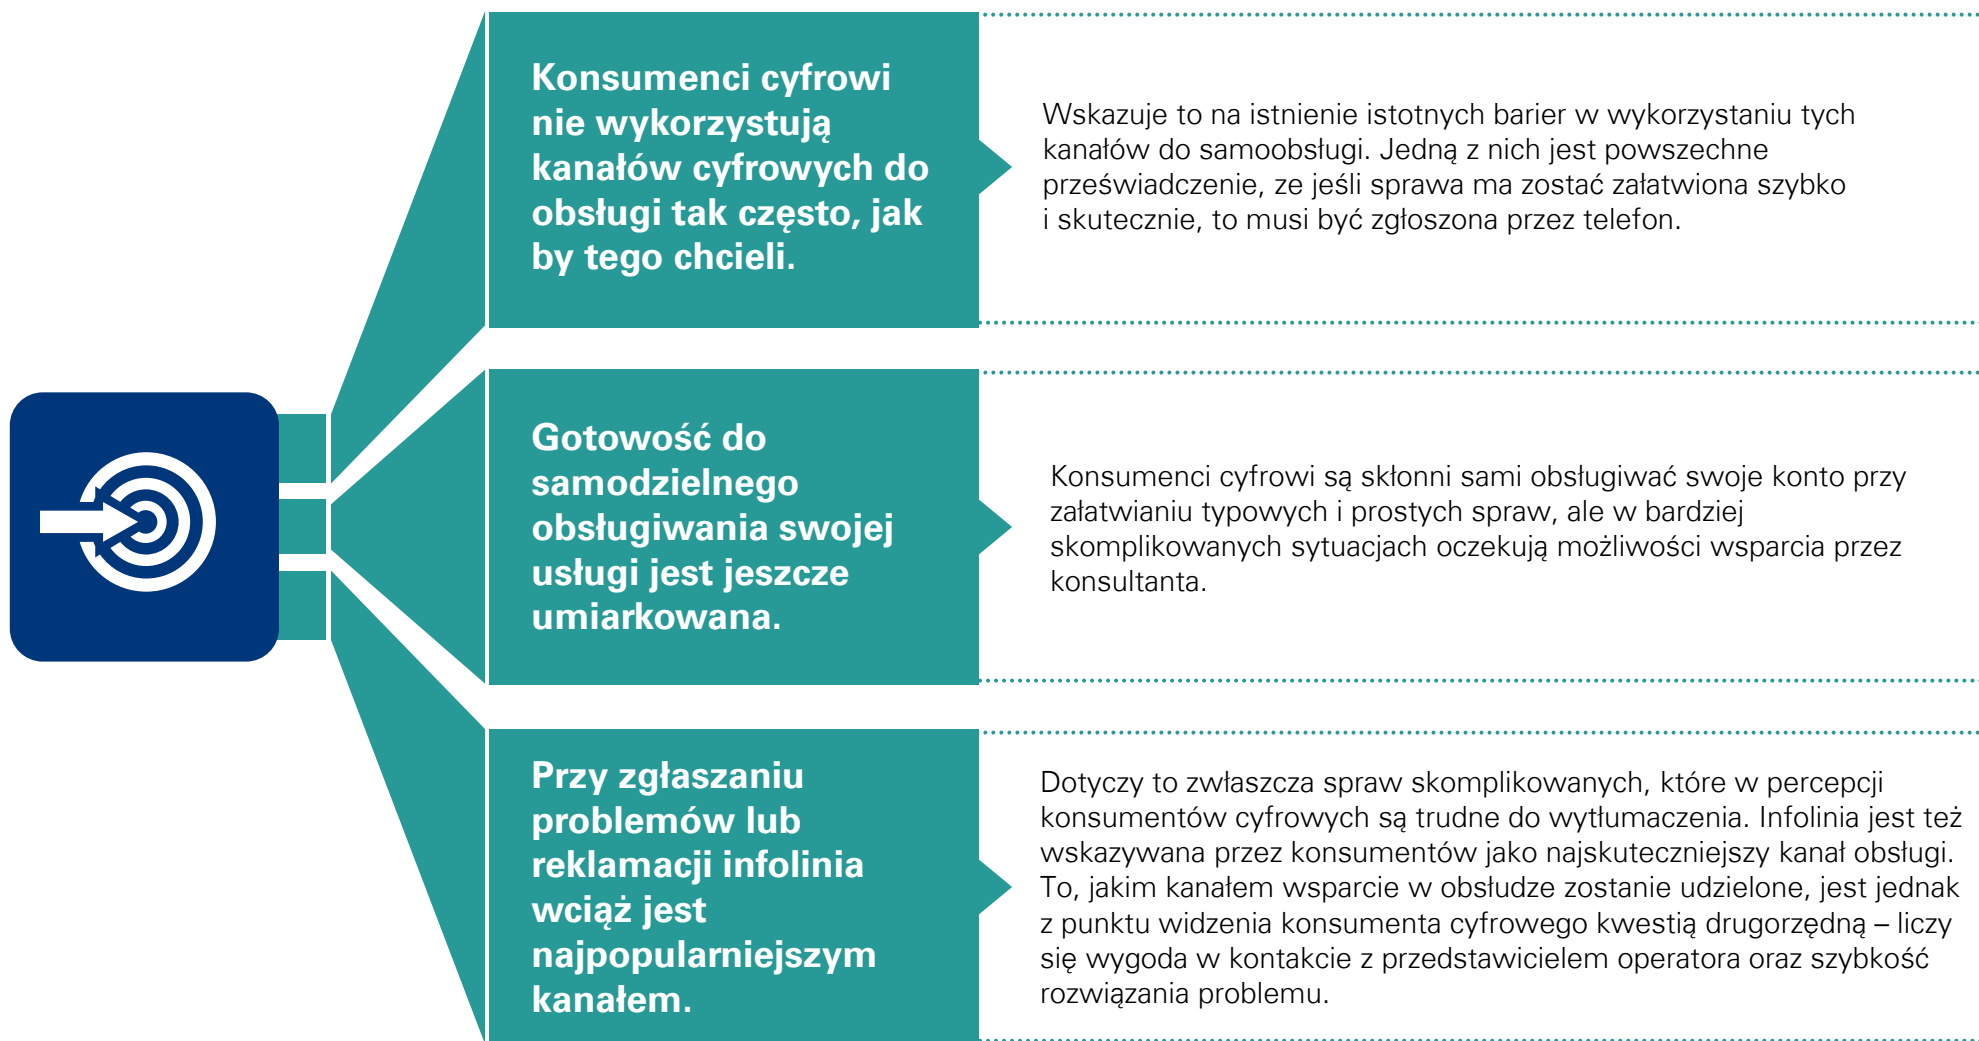 Konsumenci cyfrowi
nie wykorzystują
kanałów cyfrowych do
obsługi tak często, jak
by tego chcieli.
Wskazuje to na istnienie istotnych barier w wykorzystaniu tych
kanałów do samoobsługi. Jedną z nich jest powszechne
przeświadczenie, ze jeśli sprawa ma zostać załatwiona szybko
i skutecznie, to musi być zgłoszona przez telefon.
Gotowość do
samodzielnego
obsługiwania swojej
usługi jest jeszcze
umiarkowana.
Konsumenci cyfrowi są skłonni sami obsługiwać swoje konto przy
załatwianiu typowych i prostych spraw, ale w bardziej
skomplikowanych sytuacjach oczekują możliwości wsparcia przez
konsultanta.
Przy zgłaszaniu
problemów lub
reklamacji infolinia
wciąż jest
najpopularniejszym
kanałem.
Dotyczy to zwłaszcza spraw skomplikowanych, które w percepcji
konsumentów cyfrowych są trudne do wytłumaczenia. Infolinia jest też
wskazywana przez konsumentów jako najskuteczniejszy kanał obsługi.
To, jakim kanałem wsparcie w obsłudze zostanie udzielone, jest jednak
z punktu widzenia konsumenta cyfrowego kwestią drugorzędną – liczy
się wygoda w kontakcie z przedstawicielem operatora oraz szybkość
rozwiązania problemu.